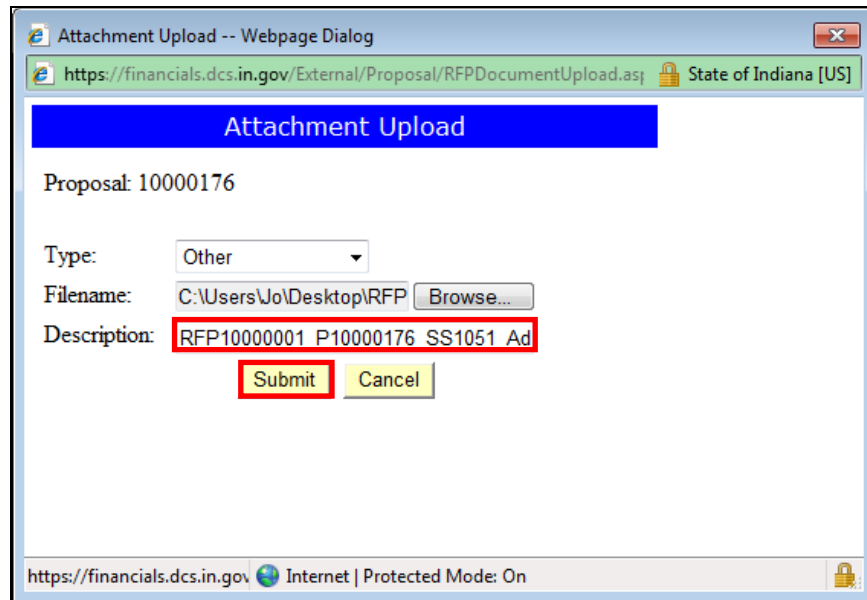 Attachment Upload -- Webpage Dialog
https://financials.dcs.in.gov/External/Proposal/RFPDocumentUpload.asp State of Indiana [US]
Attachment Upload
Proposal: 10000176
Type: Other
Filename: C:\Users\Jo\Desktop\RFP Browse...
Description: RFP10000001_P10000176_SS1051_Ad
Submit Cancel
https://financials.dcs.in.gov Internet | Protected Mode: On